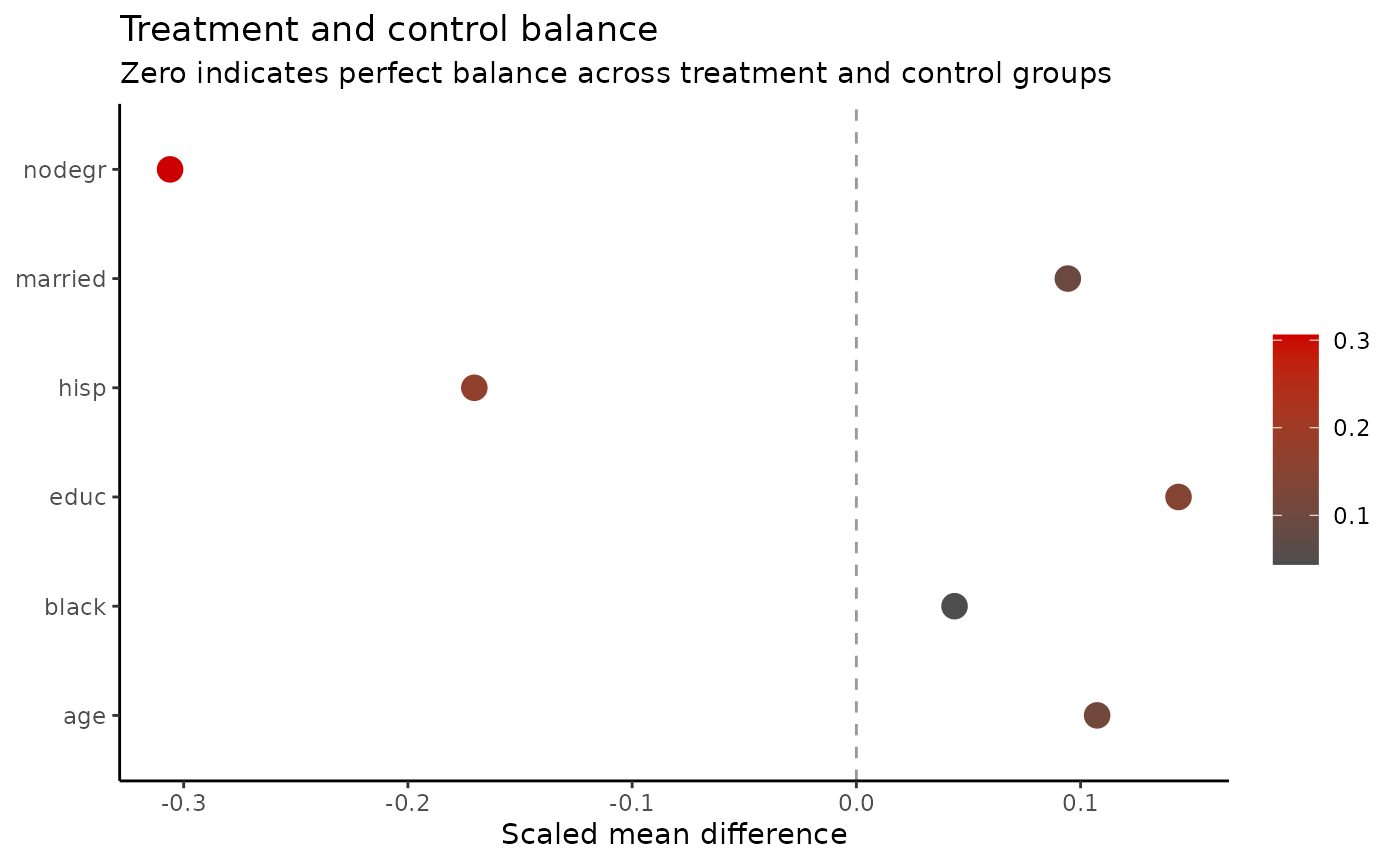 Treatment and control balance
Zero indicates perfect balance across treatment and control groups
nodegr
married
hisp
educ
black
age
-0.3
-0.2
-0.1
0.0
0.1
Scaled mean difference
0.3
0.2
0.1